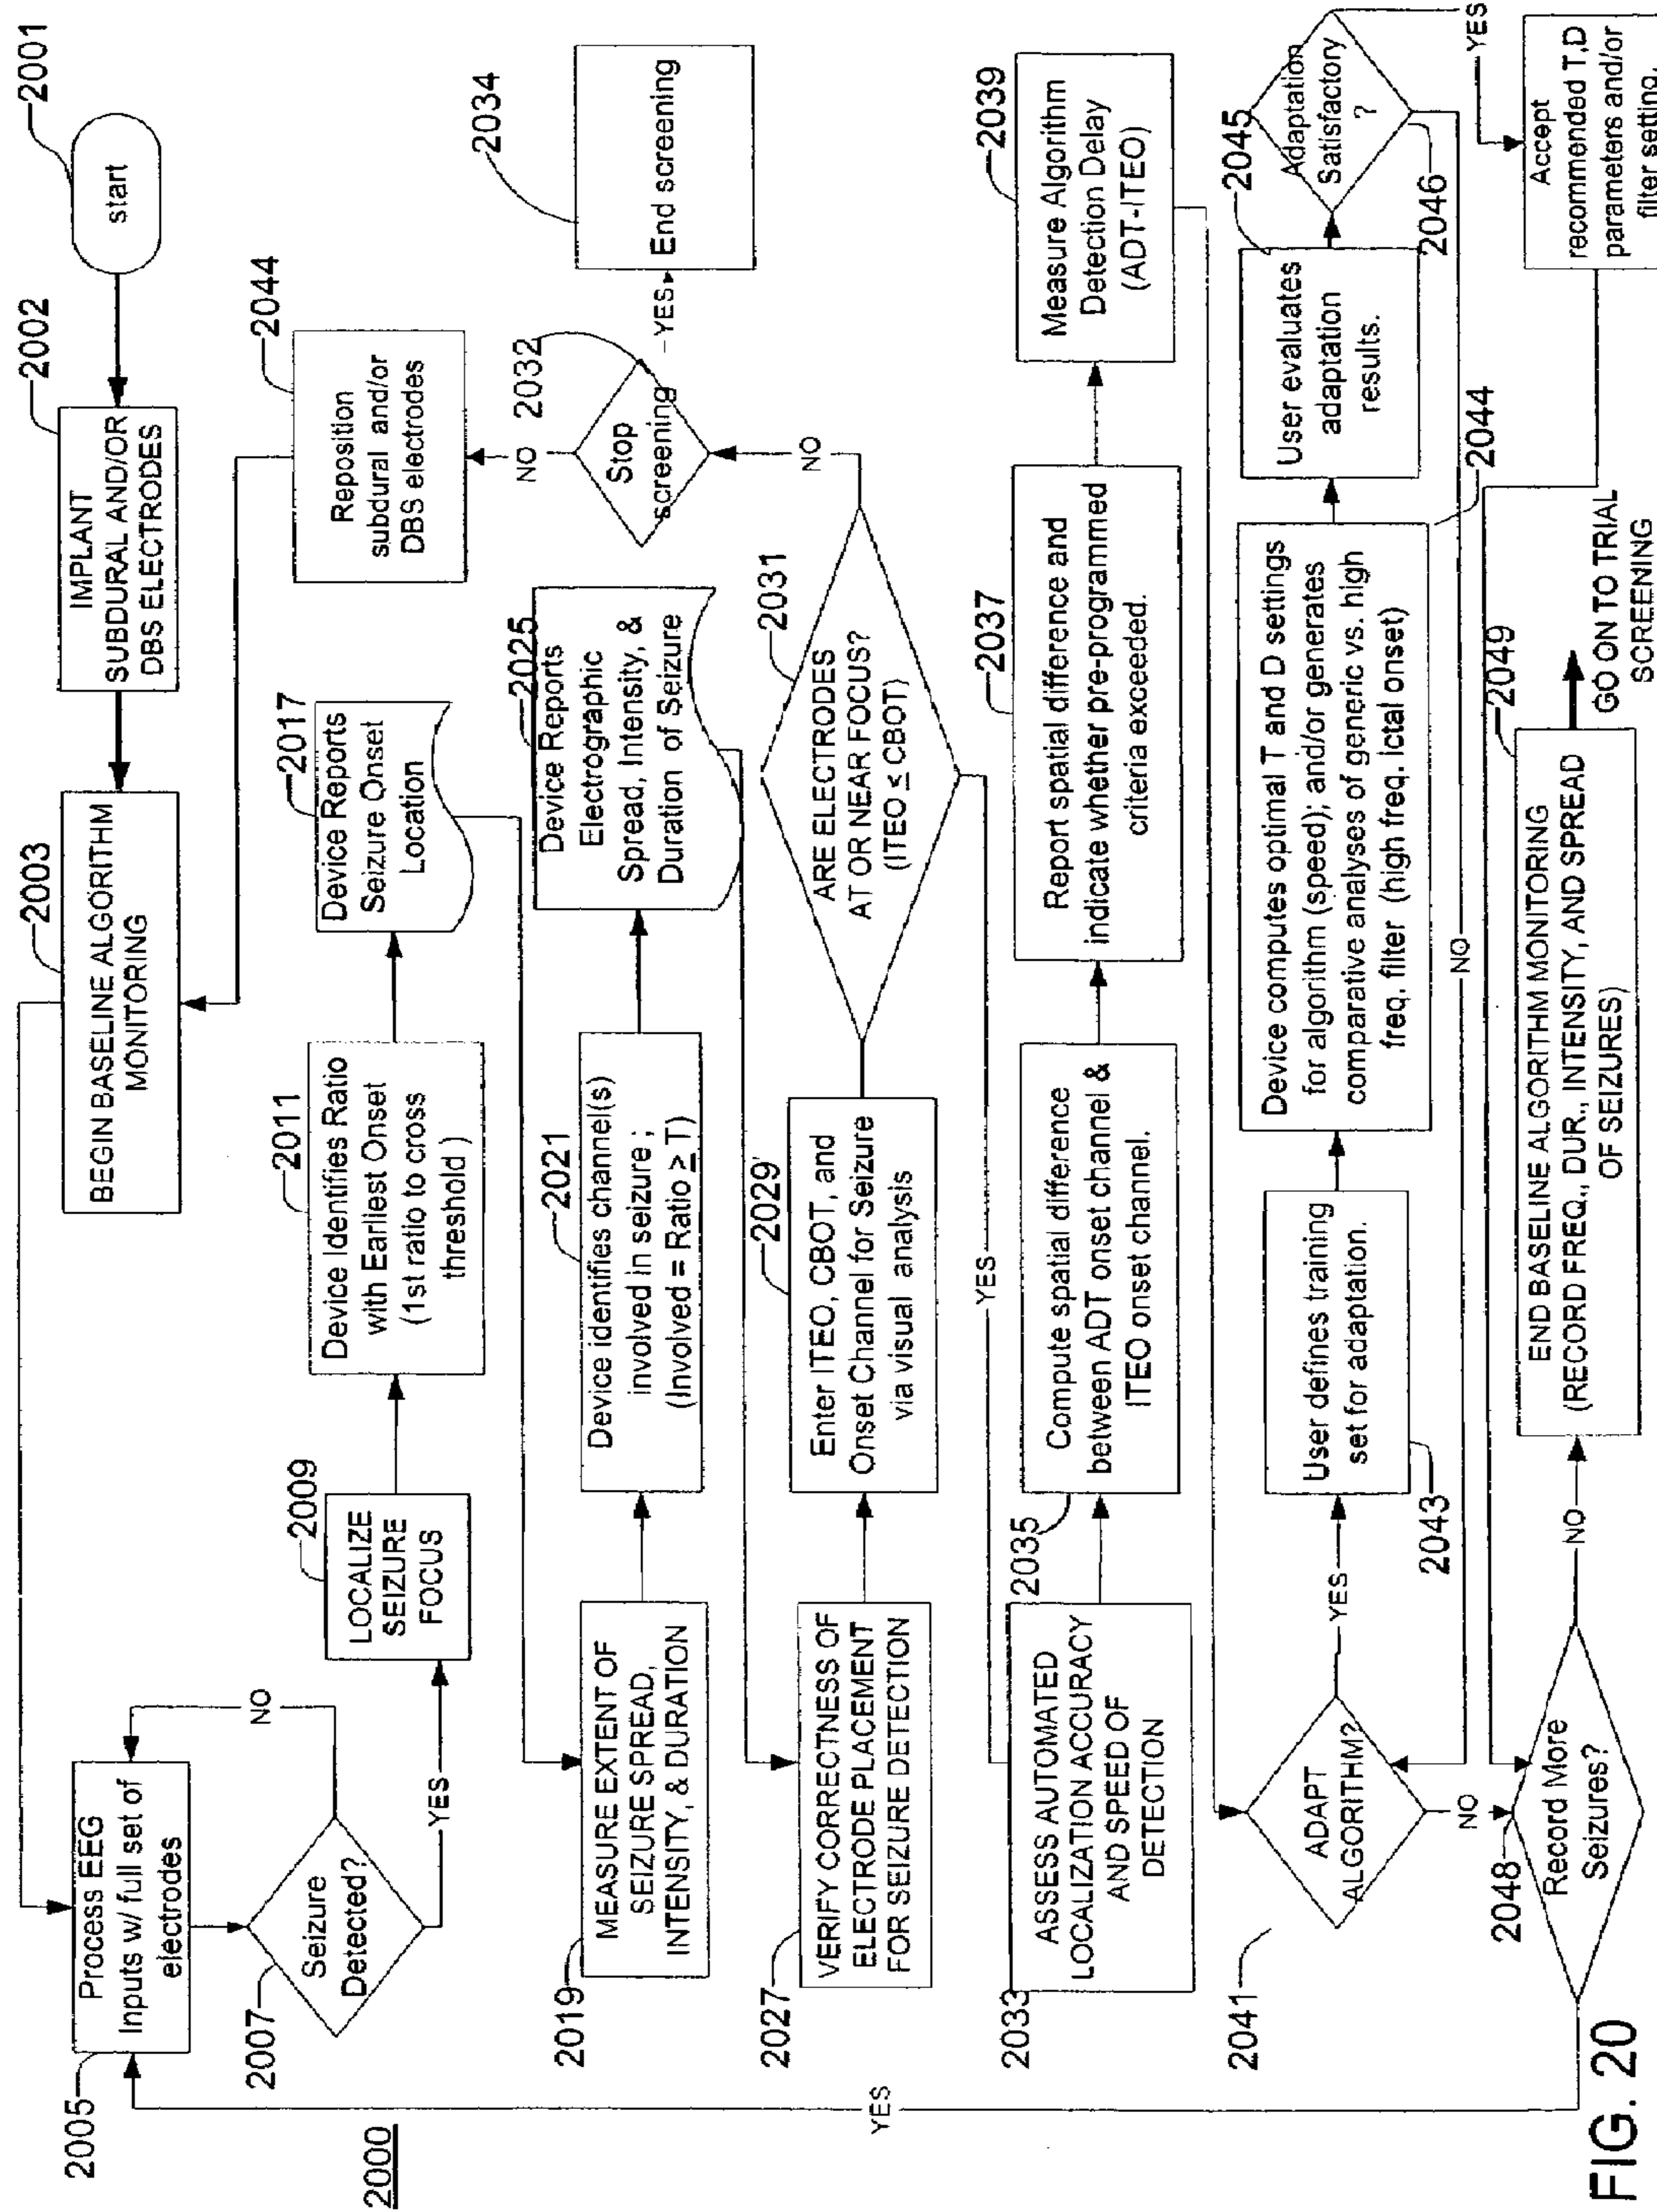 2001
start
2002
IMPLANT
SUBDURAL AND/OR
DBS ELECTRODES
2003
BEGIN BASELINE ALGORITHM
MONITORING
2005
Process EEG
Inputs w/ full set of
electrodes
2000
2007
Seizure
Detected?
NO
YES
2009
LOCALIZE
SEIZURE
FOCUS
2011
Device Identifies Ratio
with Earliest Onset
(1st ratio to cross
threshold )
2017
Device Reports
Seizure Onset
Location
2044
Reposition
subdural and/or
DBS electrodes
2034
End screening
YES
2032
Stop
screening
NO
2019
MEASURE EXTENT OF
SEIZURE SPREAD,
INTENSITY, & DURATION
2021
Device identifies channel(s)
involved in seizure ;
(Involved = Ratio ≥ T)
2025
Device Reports
Electrographic
Spread, Intensity, &
Duration of Seizure
2027
VERIFY CORRECTNESS OF
ELECTRODE PLACEMENT
FOR SEIZURE DETECTION
2029
Enter ITEO, CBOT, and
Onset Channel for Seizure
via visual analysis
2031
ARE ELECTRODES
AT OR NEAR FOCUS?
(ITEO ≤ CBOT)
NO
YES
2033
ASSESS AUTOMATED
LOCALIZATION ACCURACY
AND SPEED OF
DETECTION
2035
Compute spatial difference
between ADT onset channel &
ITEO onset channel.
2037
Report spatial difference and
indicate whether pre-programmed
criteria exceeded.
2039
Measure Algorithm
Detection Delay
(ADT-ITEO)
2041
ADAPT
ALGORITHM?
YES
NO
2043
User defines training
set for adaptation.
2044
Device computes optimal T and D settings
for algorithm (speed); and/or generates
comparative analyses of generic vs. high
freq. filter (high freq. Ictal onset)
2045
User evaluates
adaptation
results.
2046
Adaptation
Satisfactory
?
YES
NO
Accept
recommended T,D
parameters and/or
filter setting.
2048
Record More
Seizures?
YES
NO
2049
END BASELINE ALGORITHM MONITORING
(RECORD FREQ., DUR., INTENSITY, AND SPREAD
OF SEIZURES)
GO ON TO TRIAL
SCREENING
FIG. 20